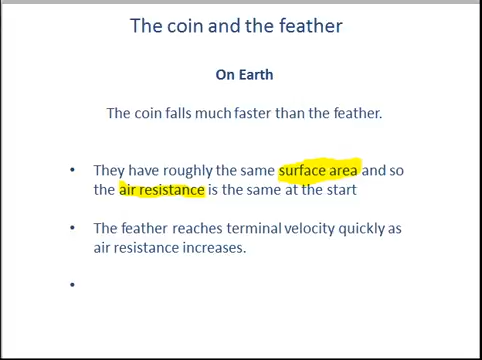 The coin and the feather
On Earth
The coin falls much faster than the feather.
• They have roughly the same surface area and so
the air resistance is the same at the start
• The feather reaches terminal velocity quickly as
air resistance increases.
•